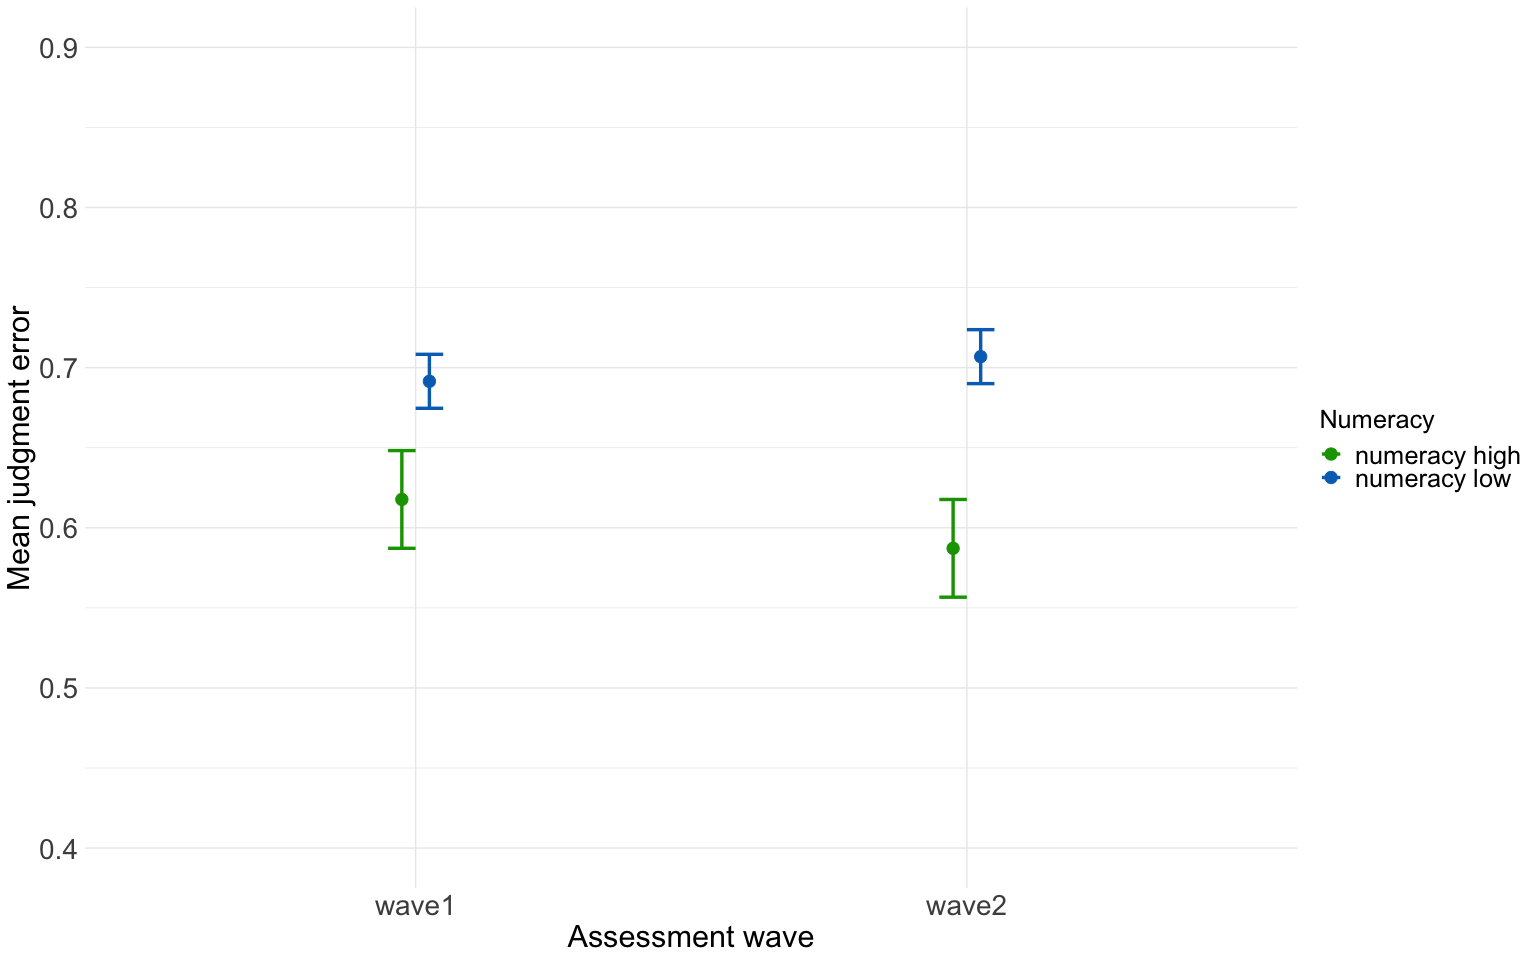 Mean judgment error
0.9
0.8
0.7
0.6
0.5
0.4
wave1
wave2
Assessment wave
Numeracy
numeracy high
numeracy low